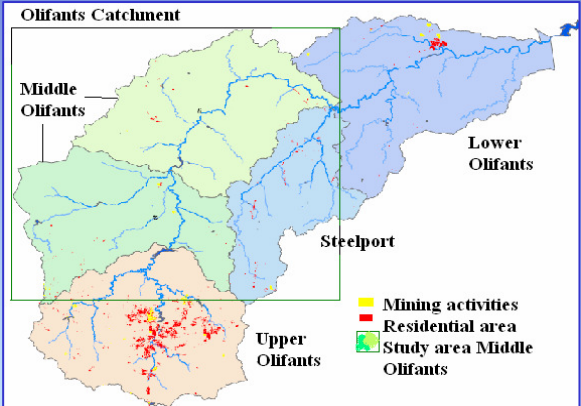 Olifants Catchment
Middle
Olifants
Lower
Olifants
Steelport
Upper
Olifants
Mining activities
Residential area
Study area Middle
Olifants